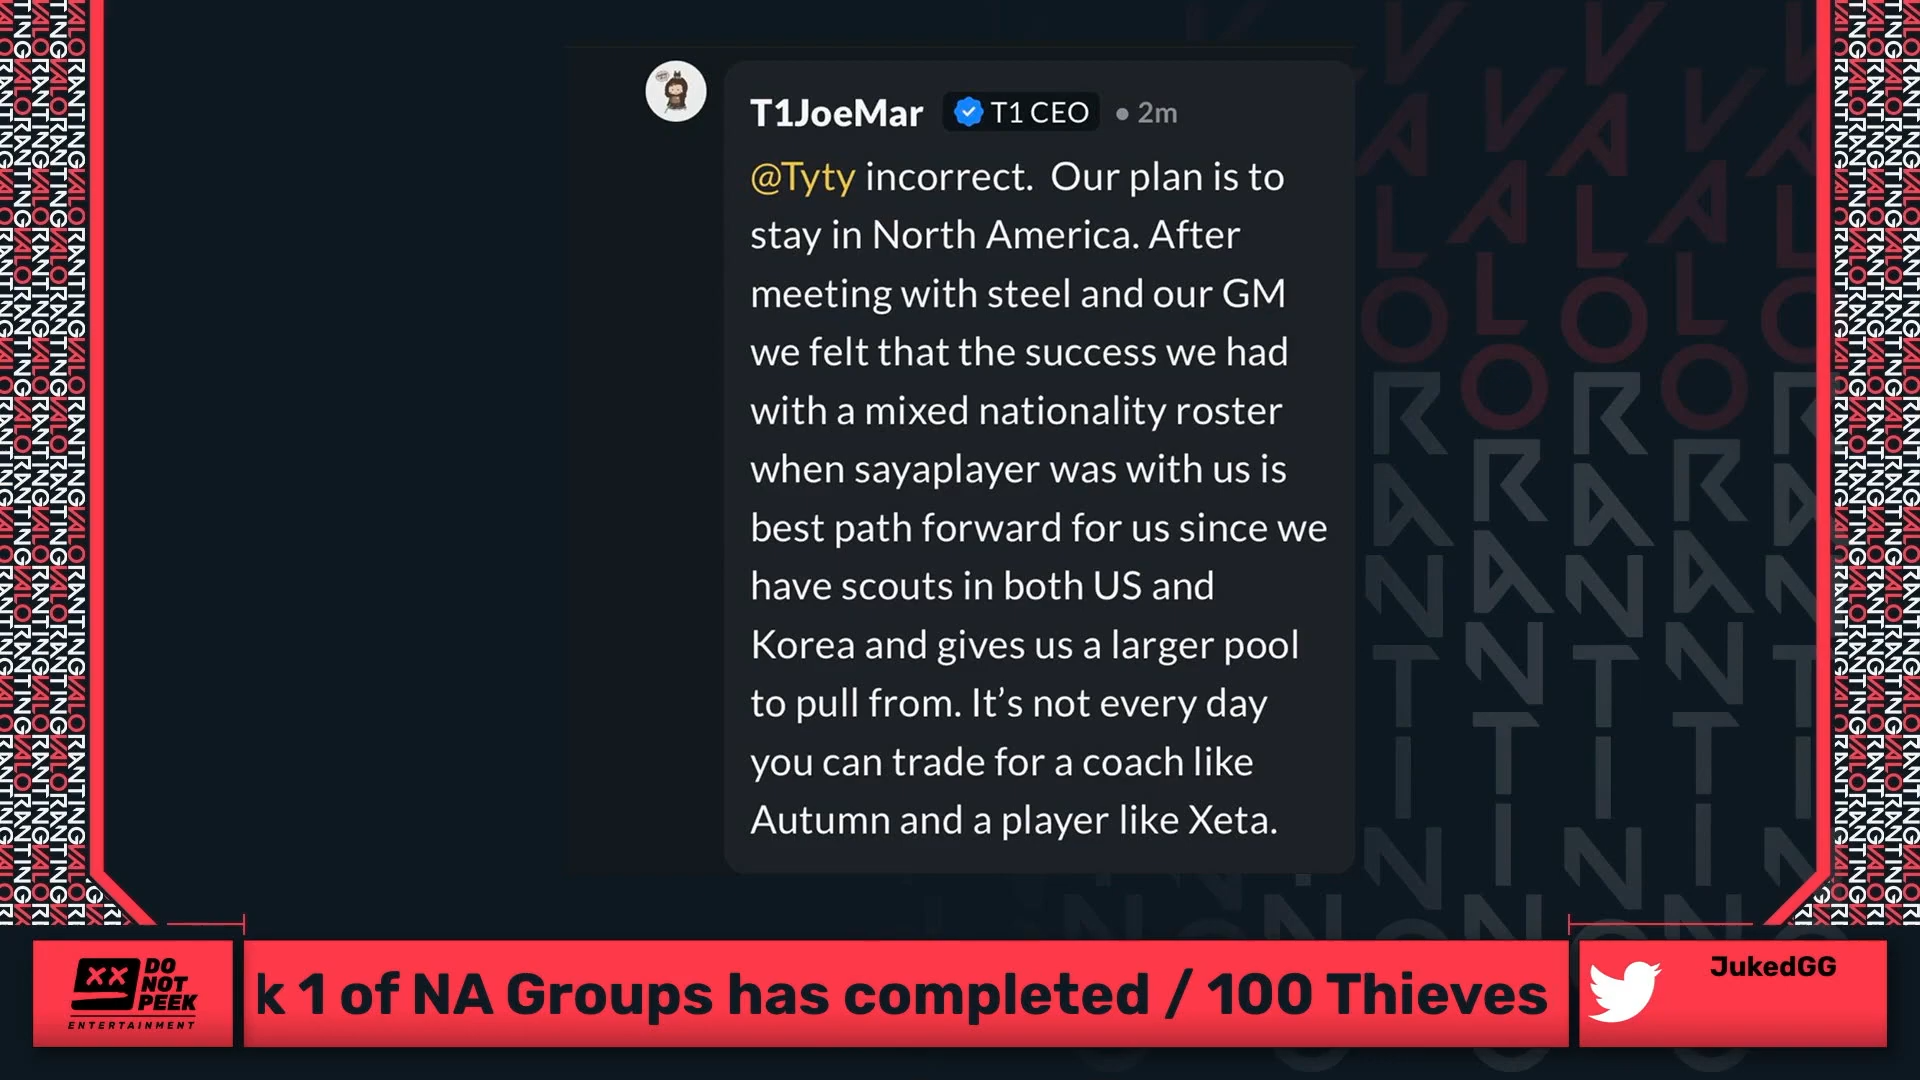 T1JoeMar T1 CEO • 2m
@Tyty incorrect. Our plan is to
stay in North America. After
meeting with steel and our GM
we felt that the success we had
with a mixed nationality roster
when sayaplayer was with us is
best path forward for us since we
have scouts in both US and
Korea and gives us a larger pool
to pull from. It’s not every day
you can trade for a coach like
Autumn and a player like Xeta.
DO
NOT
PEEK
ENTERTAINMENT
k 1 of NA Groups has completed / 100 Thieves
JukedGG
VALORANTING